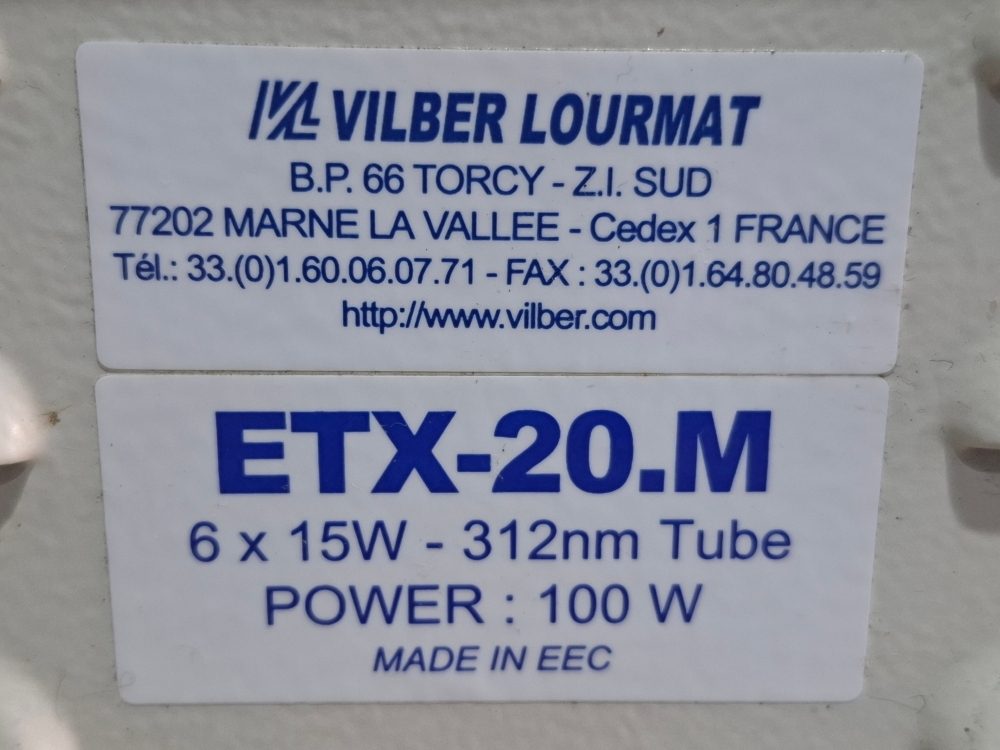 VL VILBER LOURMAT
B.P. 66 TORCY - Z.I. SUD
77202 MARNE LA VALLEE - Cedex 1 FRANCE
Tél.: 33.(0)1.60.06.07.71 - FAX : 33.(0)1.64.80.48.59
http://www.vilber.com
ETX-20.M
6 x 15W - 312nm Tube
POWER : 100 W
MADE IN EEC